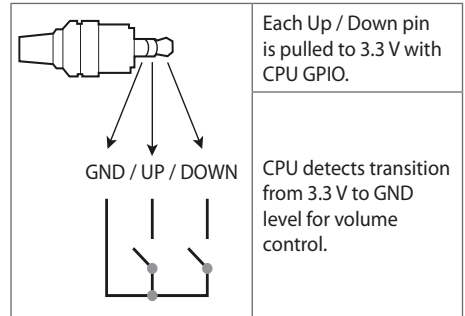 Each Up / Down pin
is pulled to 3.3 V with
CPU GPIO.
GND / UP / DOWN
CPU detects transition
from 3.3 V to GND
level for volume
control.